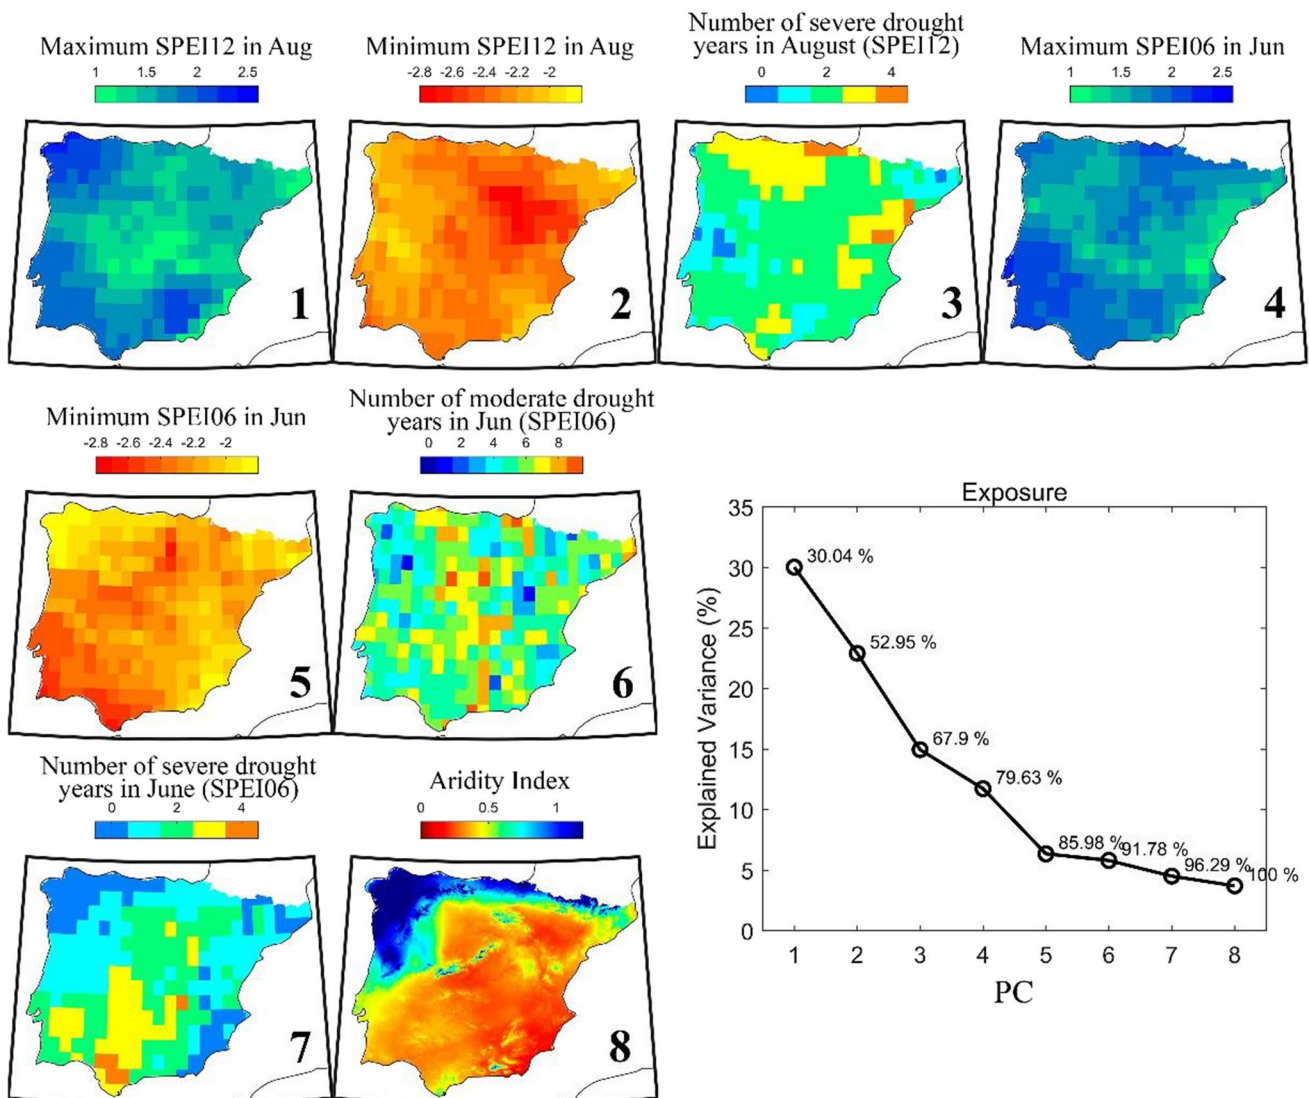 Maximum SPEI12 in Aug
1 1.5 2 2.5
1
Minimum SPEI12 in Aug
-2.8 -2.6 -2.4 -2.2 -2
2
Number of severe drought
years in August (SPEI12)
0 2 4
3
Maximum SPEI06 in Jun
1 1.5 2 2.5
4
Minimum SPEI06 in Jun
-2.8 -2.6 -2.4 -2.2 -2
5
Number of moderate drought
years in Jun (SPEI06)
0 2 4 6 8
6
Number of severe drought
years in June (SPEI06)
0 2 4
7
Aridity Index
0 0.5 1
8
Exposure
Explained Variance (%)
35
30
25
20
15
10
5
0
30.04 %
52.95 %
67.9 %
79.63 %
85.98 %
91.78 %
96.29 %
100 %
1 2 3 4 5 6 7 8
PC